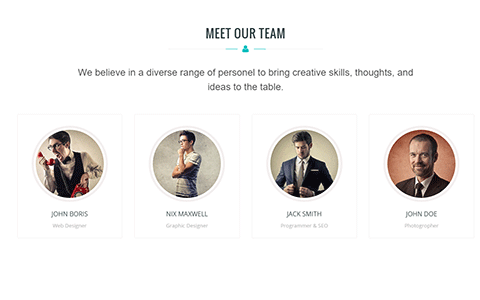 MEET OUR TEAM
We believe in a diverse range of personel to bring creative skills, thoughts, and
ideas to the table.
JOHN BORIS
Web Designer
NIX MAXWELL
Graphic Designer
JACK SMITH
Programmer & SEO
JOHN DOE
Photographer